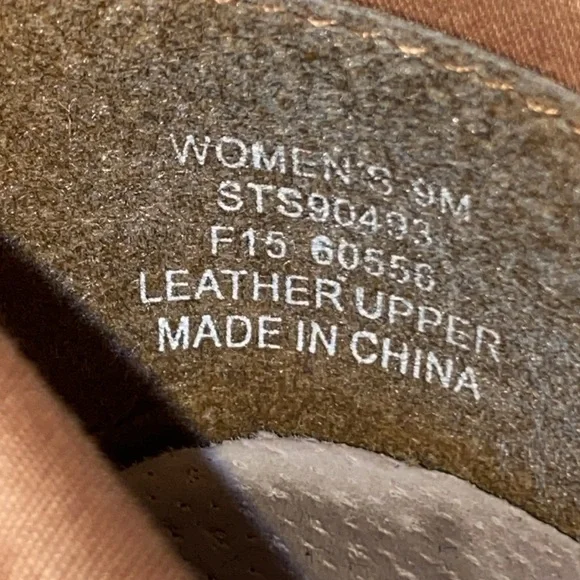 WOMEN'S 9M
STS90493
F15 60556
LEATHER UPPER
MADE IN CHINA